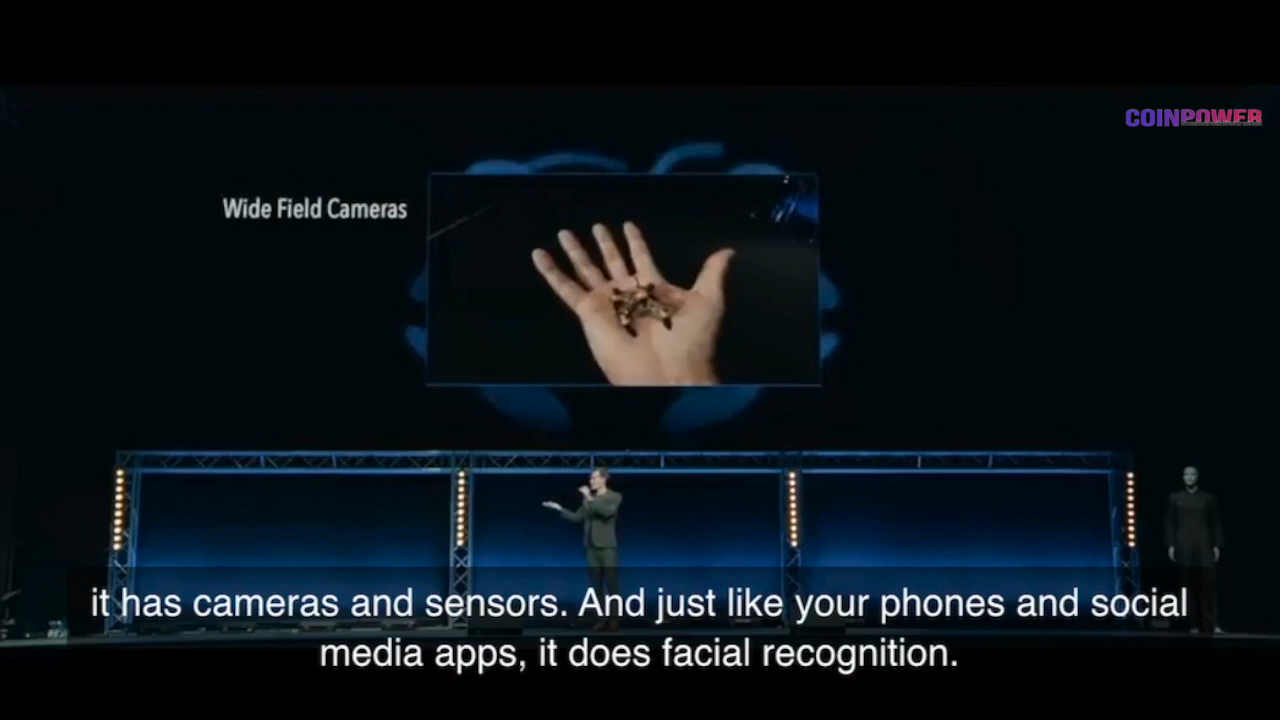 COINPOWER
Wide Field Cameras
it has cameras and sensors. And just like your phones and social
media apps, it does facial recognition.